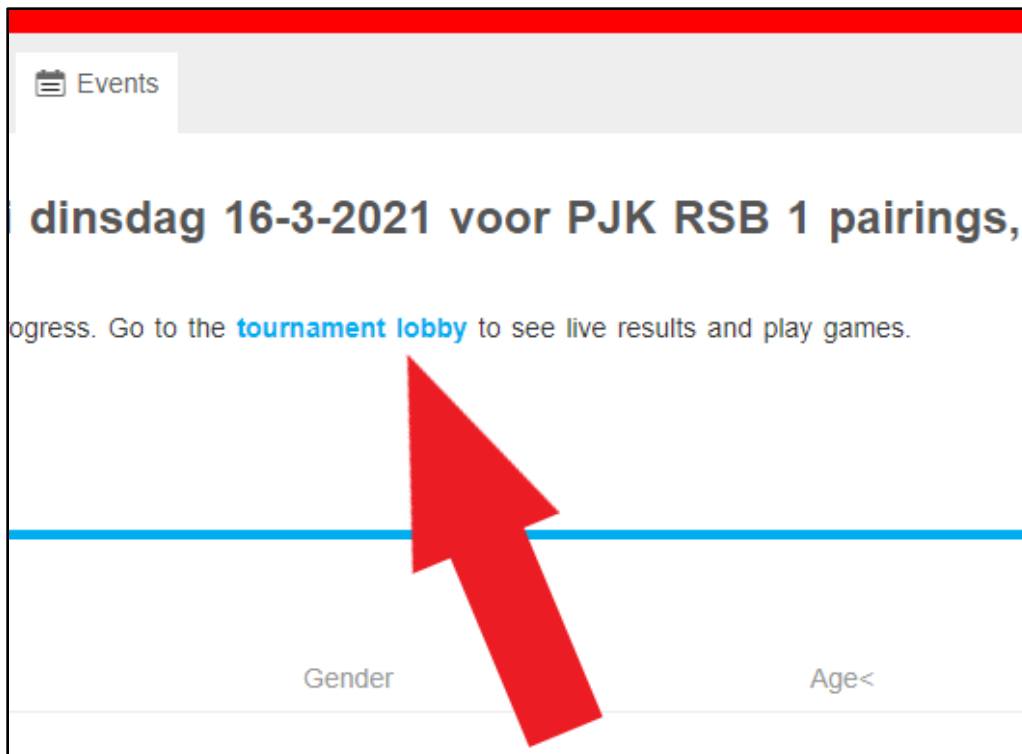 Events
dinsdag 16-3-2021 voor PJK RSB 1 pairings,
ogress. Go to the tournament lobby to see live results and play games.
Gender Age<